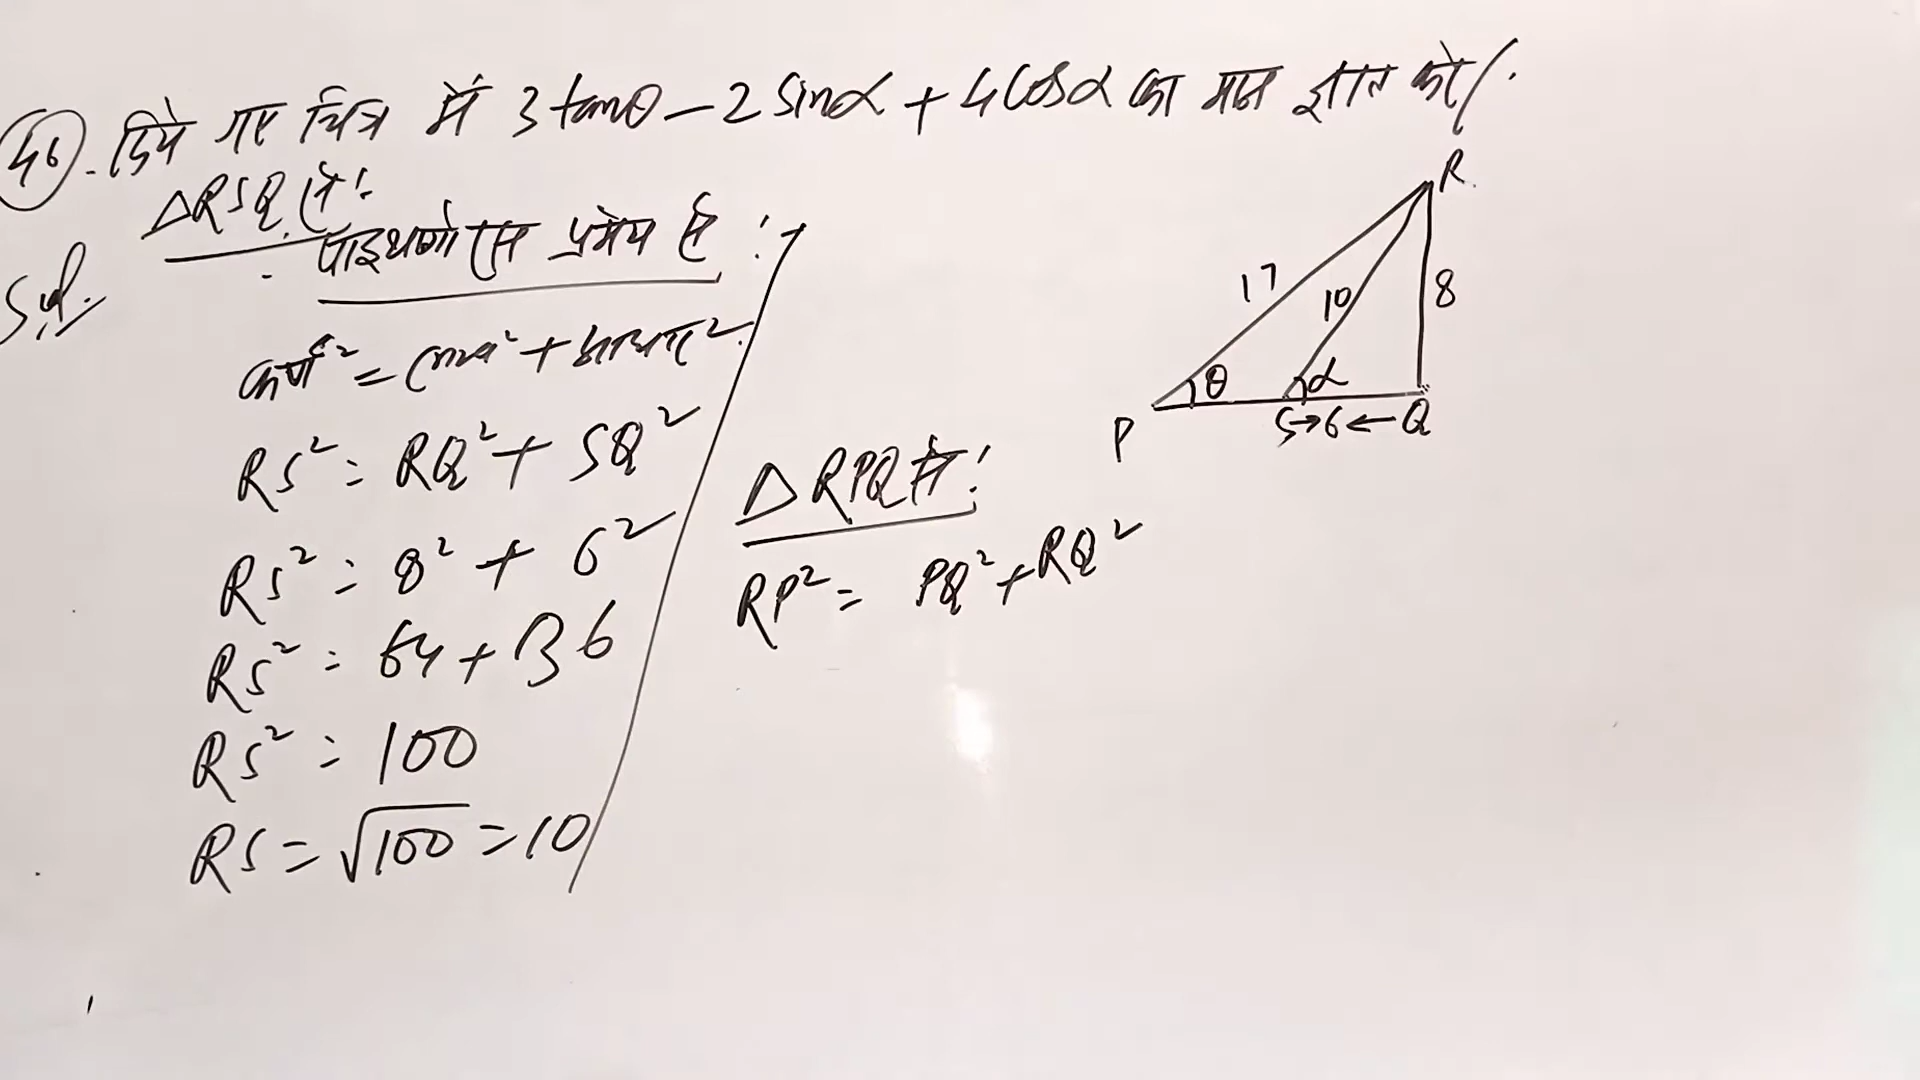 46. दिये गए चित्र में 3 tanθ - 2 sinα + 4 cosα का मान ज्ञात करो।
Sol.
ΔRSQ में:
पाइथागोरस प्रमेय से :-
कर्ण² = लम्ब² + आधार²
RS² = RQ² + SQ²
RS² = 8² + 6²
RS² = 64 + 36
RS² = 100
RS = √100 = 10
ΔRPQ में:
RP² = PQ² + RQ²
R
17
10
8
θ
α
P
S→6←Q